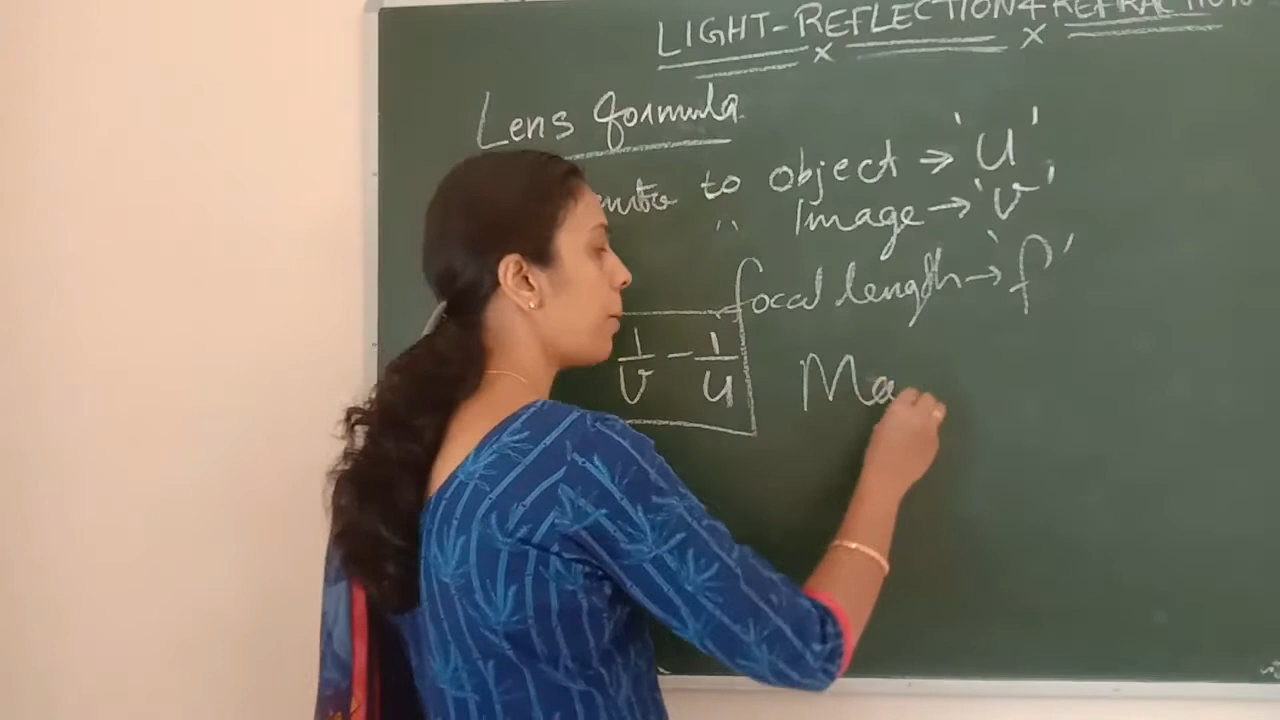 LIGHT-REFLECTION & REFRACTION
x x
Lens formula
to object → 'u'
" Image → 'v'
focal length → 'f'
1/v - 1/u
Ma